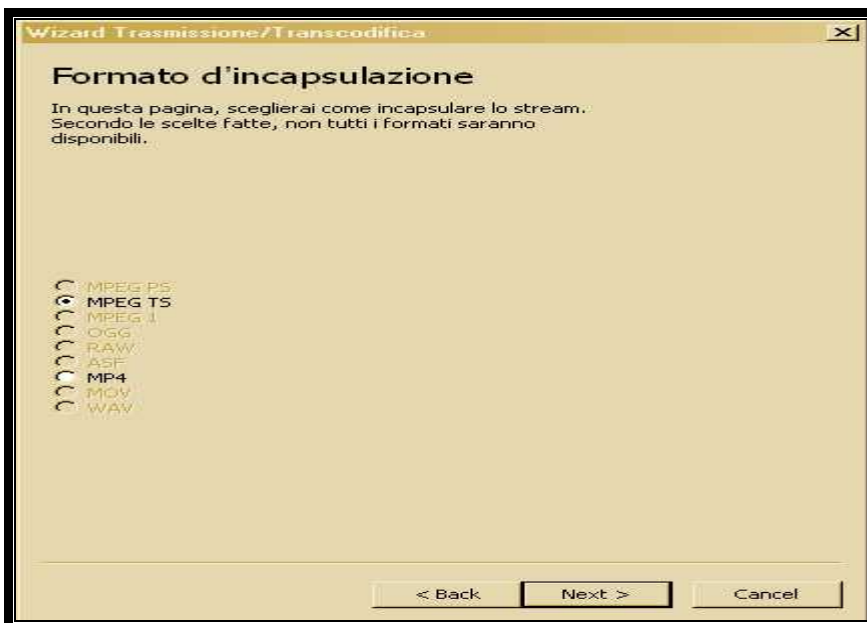 Wizard Trasmissione/Transcodifica
Formato d'incapsulazione
In questa pagina, sceglierai come incapsulare lo stream.
Secondo le scelte fatte, non tutti i formati saranno
disponibili.
MPEG PS
MPEG TS
MPEG 1
OGG
RAW
ASF
MP4
MOV
WAV
< Back Next > Cancel